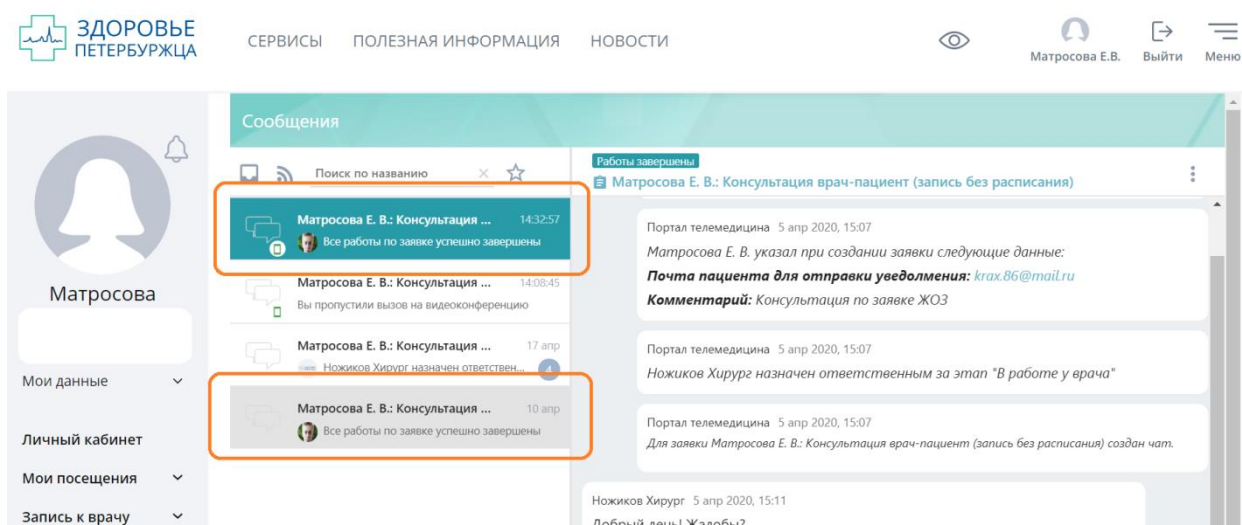 ЗДОРОВЬЕ
ПЕТЕРБУРЖЦА
СЕРВИСЫ ПОЛЕЗНАЯ ИНФОРМАЦИЯ НОВОСТИ
Матросова Е.В. Выйти Меню
Матросова
Мои данные
Личный кабинет
Мои посещения
Запись к врачу
Сообщения
Поиск по названию
Матросова Е. В.: Консультация ... 14:32:57
Все работы по заявке успешно завершены
Матросова Е. В.: Консультация ... 14:08:45
Вы пропустили вызов на видеоконференцию
Матросова Е. В.: Консультация ... 17 апр
Ножиков Хирург назначен ответствен... 4
Матросова Е. В.: Консультация ... 10 апр
Все работы по заявке успешно завершены
Работы завершены
Матросова Е. В.: Консультация врач-пациент (запись без расписания)
Портал телемедицина 5 апр 2020, 15:07
Матросова Е. В. указал при создании заявки следующие данные:
Почта пациента для отправки уведолмения: krax.86@mail.ru
Комментарий: Консультация по заявке ЖОЗ
Портал телемедицина 5 апр 2020, 15:07
Ножиков Хирург назначен ответственным за этап "В работе у врача"
Портал телемедицина 5 апр 2020, 15:07
Для заявки Матросова Е. В.: Консультация врач-пациент (запись без расписания) создан чат.
Ножиков Хирург 5 апр 2020, 15:11
Добрый день! Жалобы?